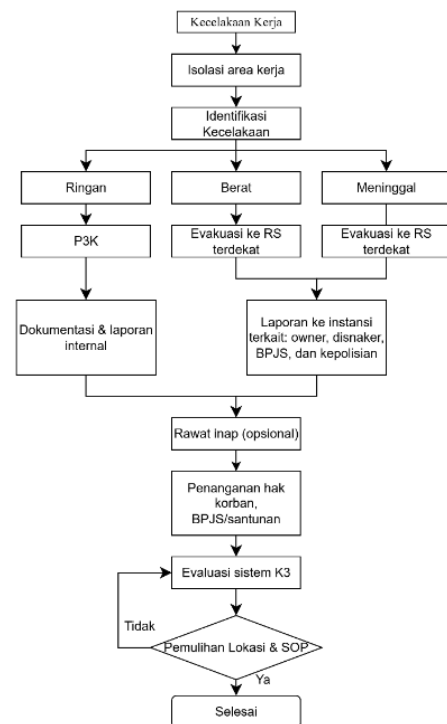 Kecelakaan Kerja
Isolasi area kerja
Identifikasi
Kecelakaan
Ringan
Berat
Meninggal
P3K
Evakuasi ke RS
terdekat
Evakuasi ke RS
terdekat
Dokumentasi & laporan
internal
Laporan ke instansi
terkait: owner, disnaker,
BPJS, dan kepolisian
Rawat inap (opsional)
Penanganan hak
korban,
BPJS/santunan
Evaluasi sistem K3
Tidak
Pemulihan Lokasi & SOP
Ya
Selesai